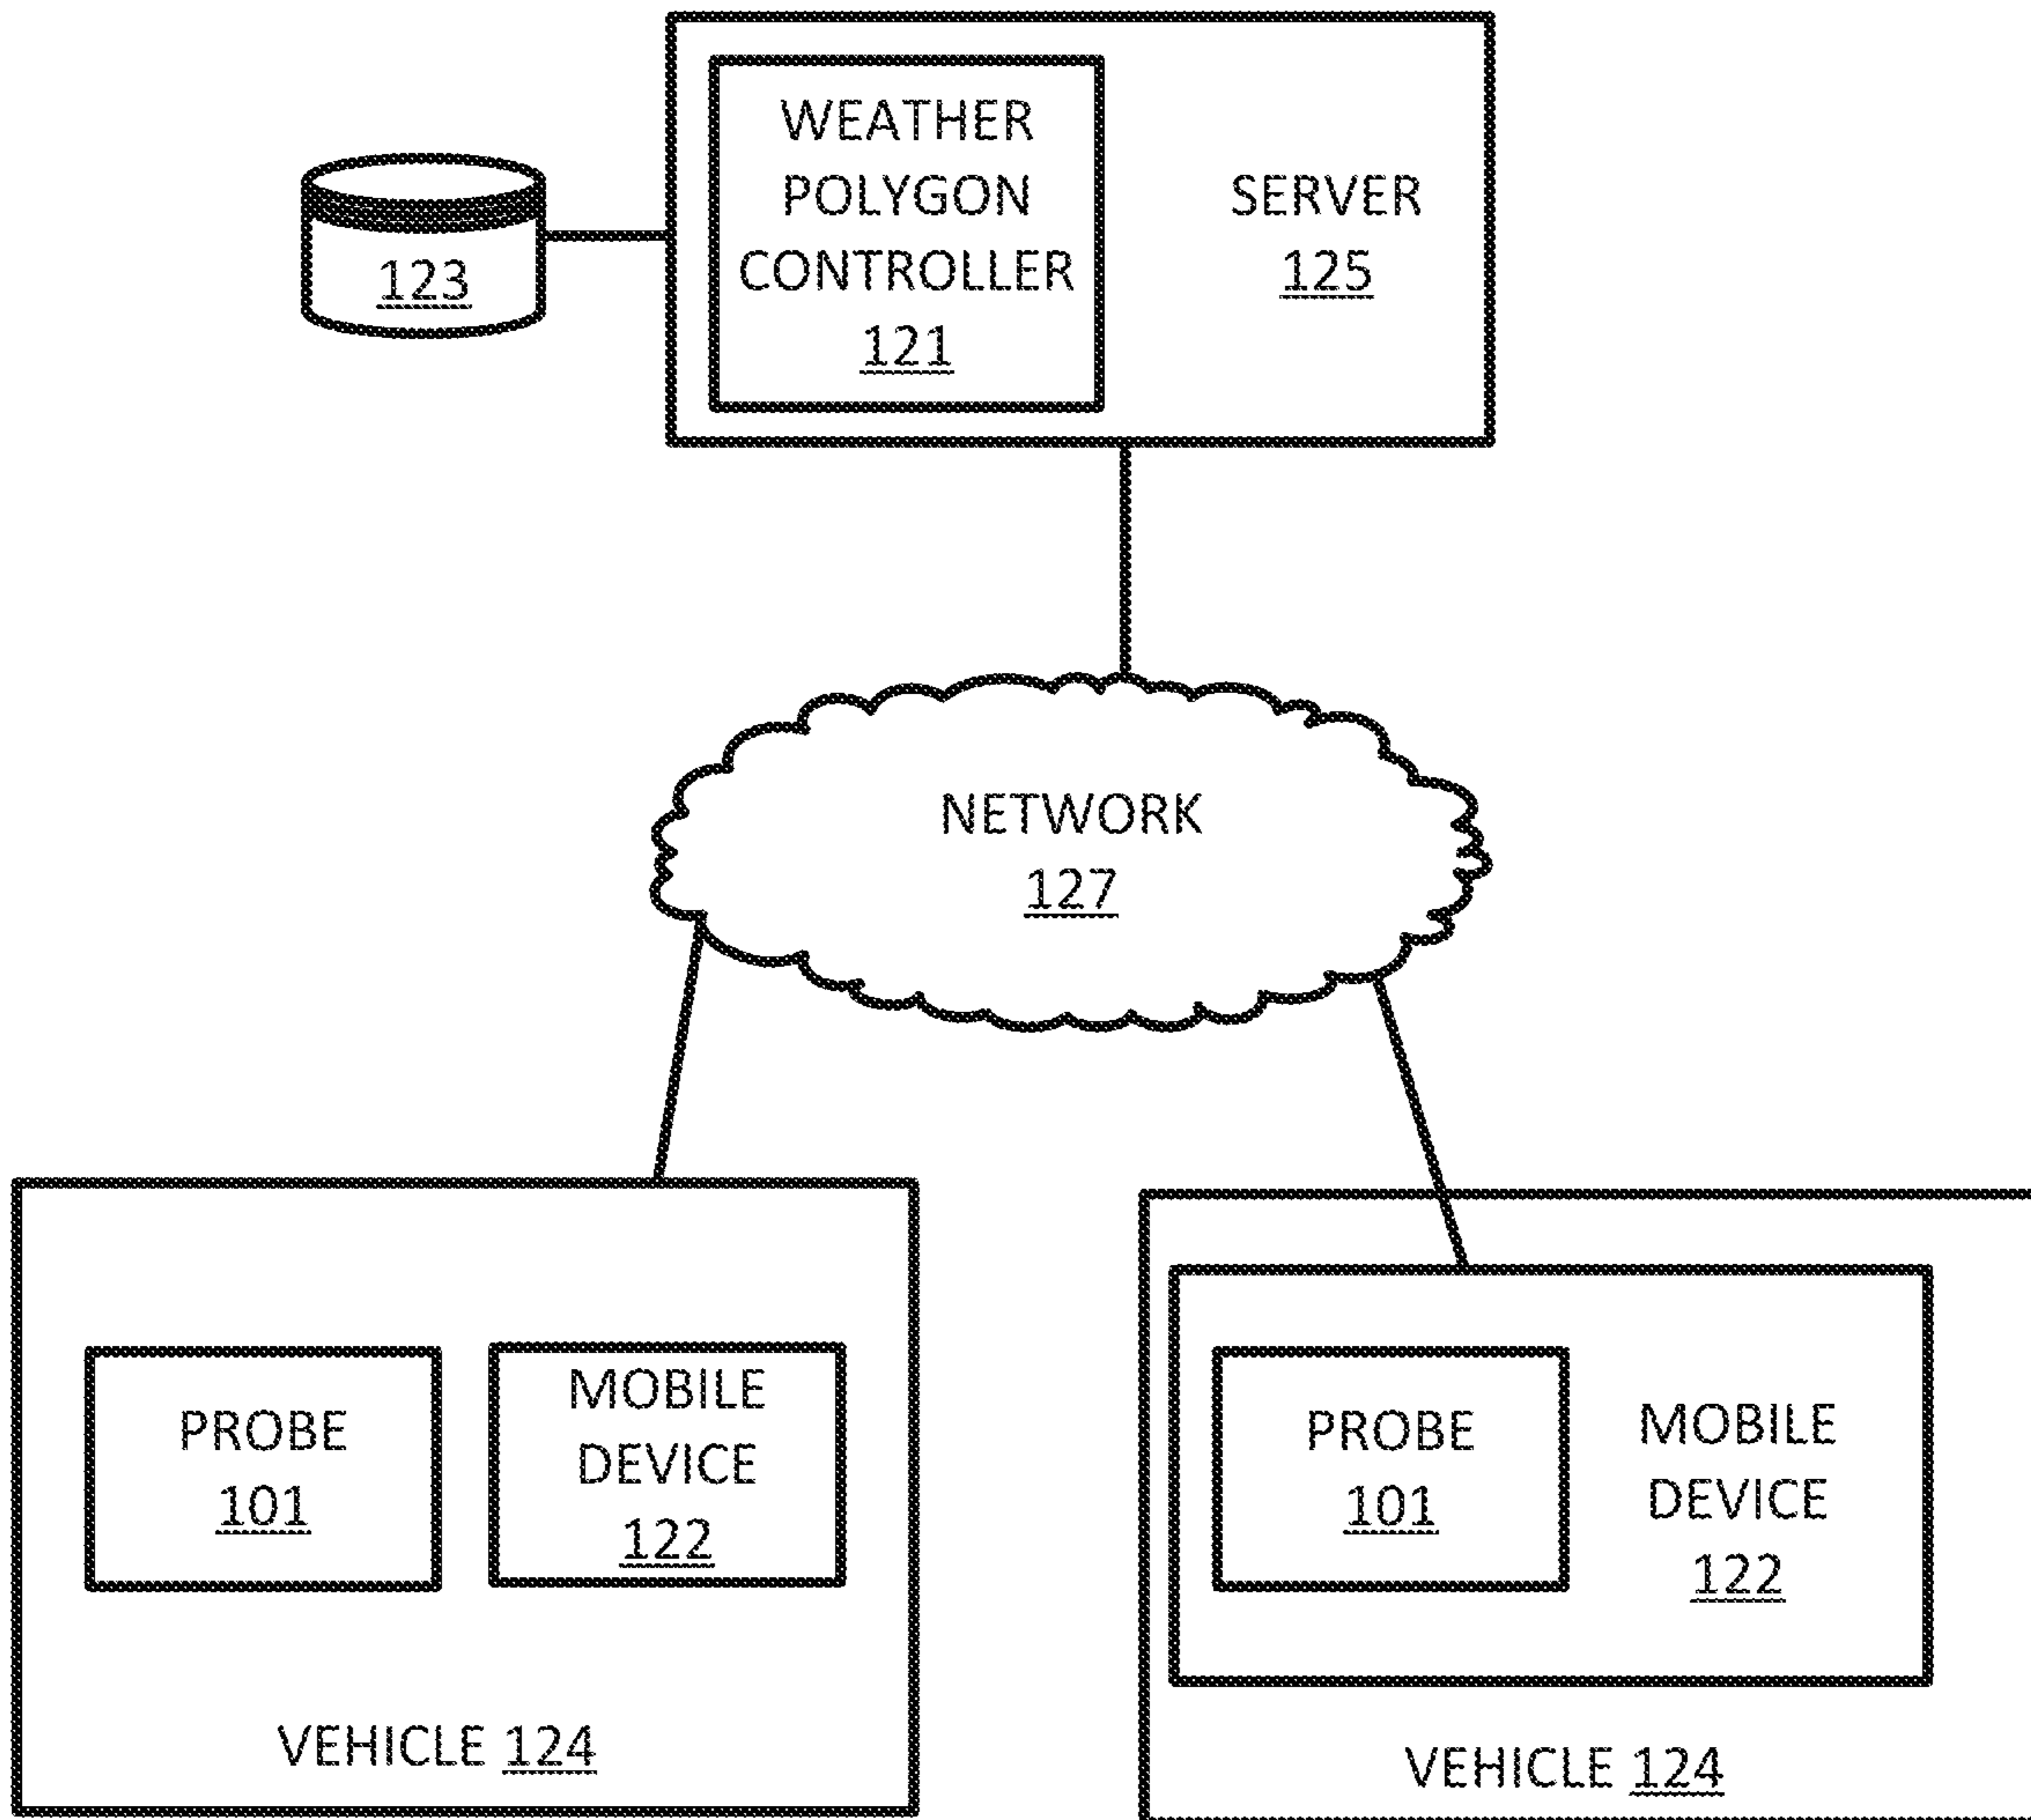 WEATHER
POLYGON
CONTROLLER
121
SERVER
125
123
NETWORK
127
PROBE
101
MOBILE
DEVICE
122
VEHICLE 124
PROBE
101
MOBILE
DEVICE
122
VEHICLE 124